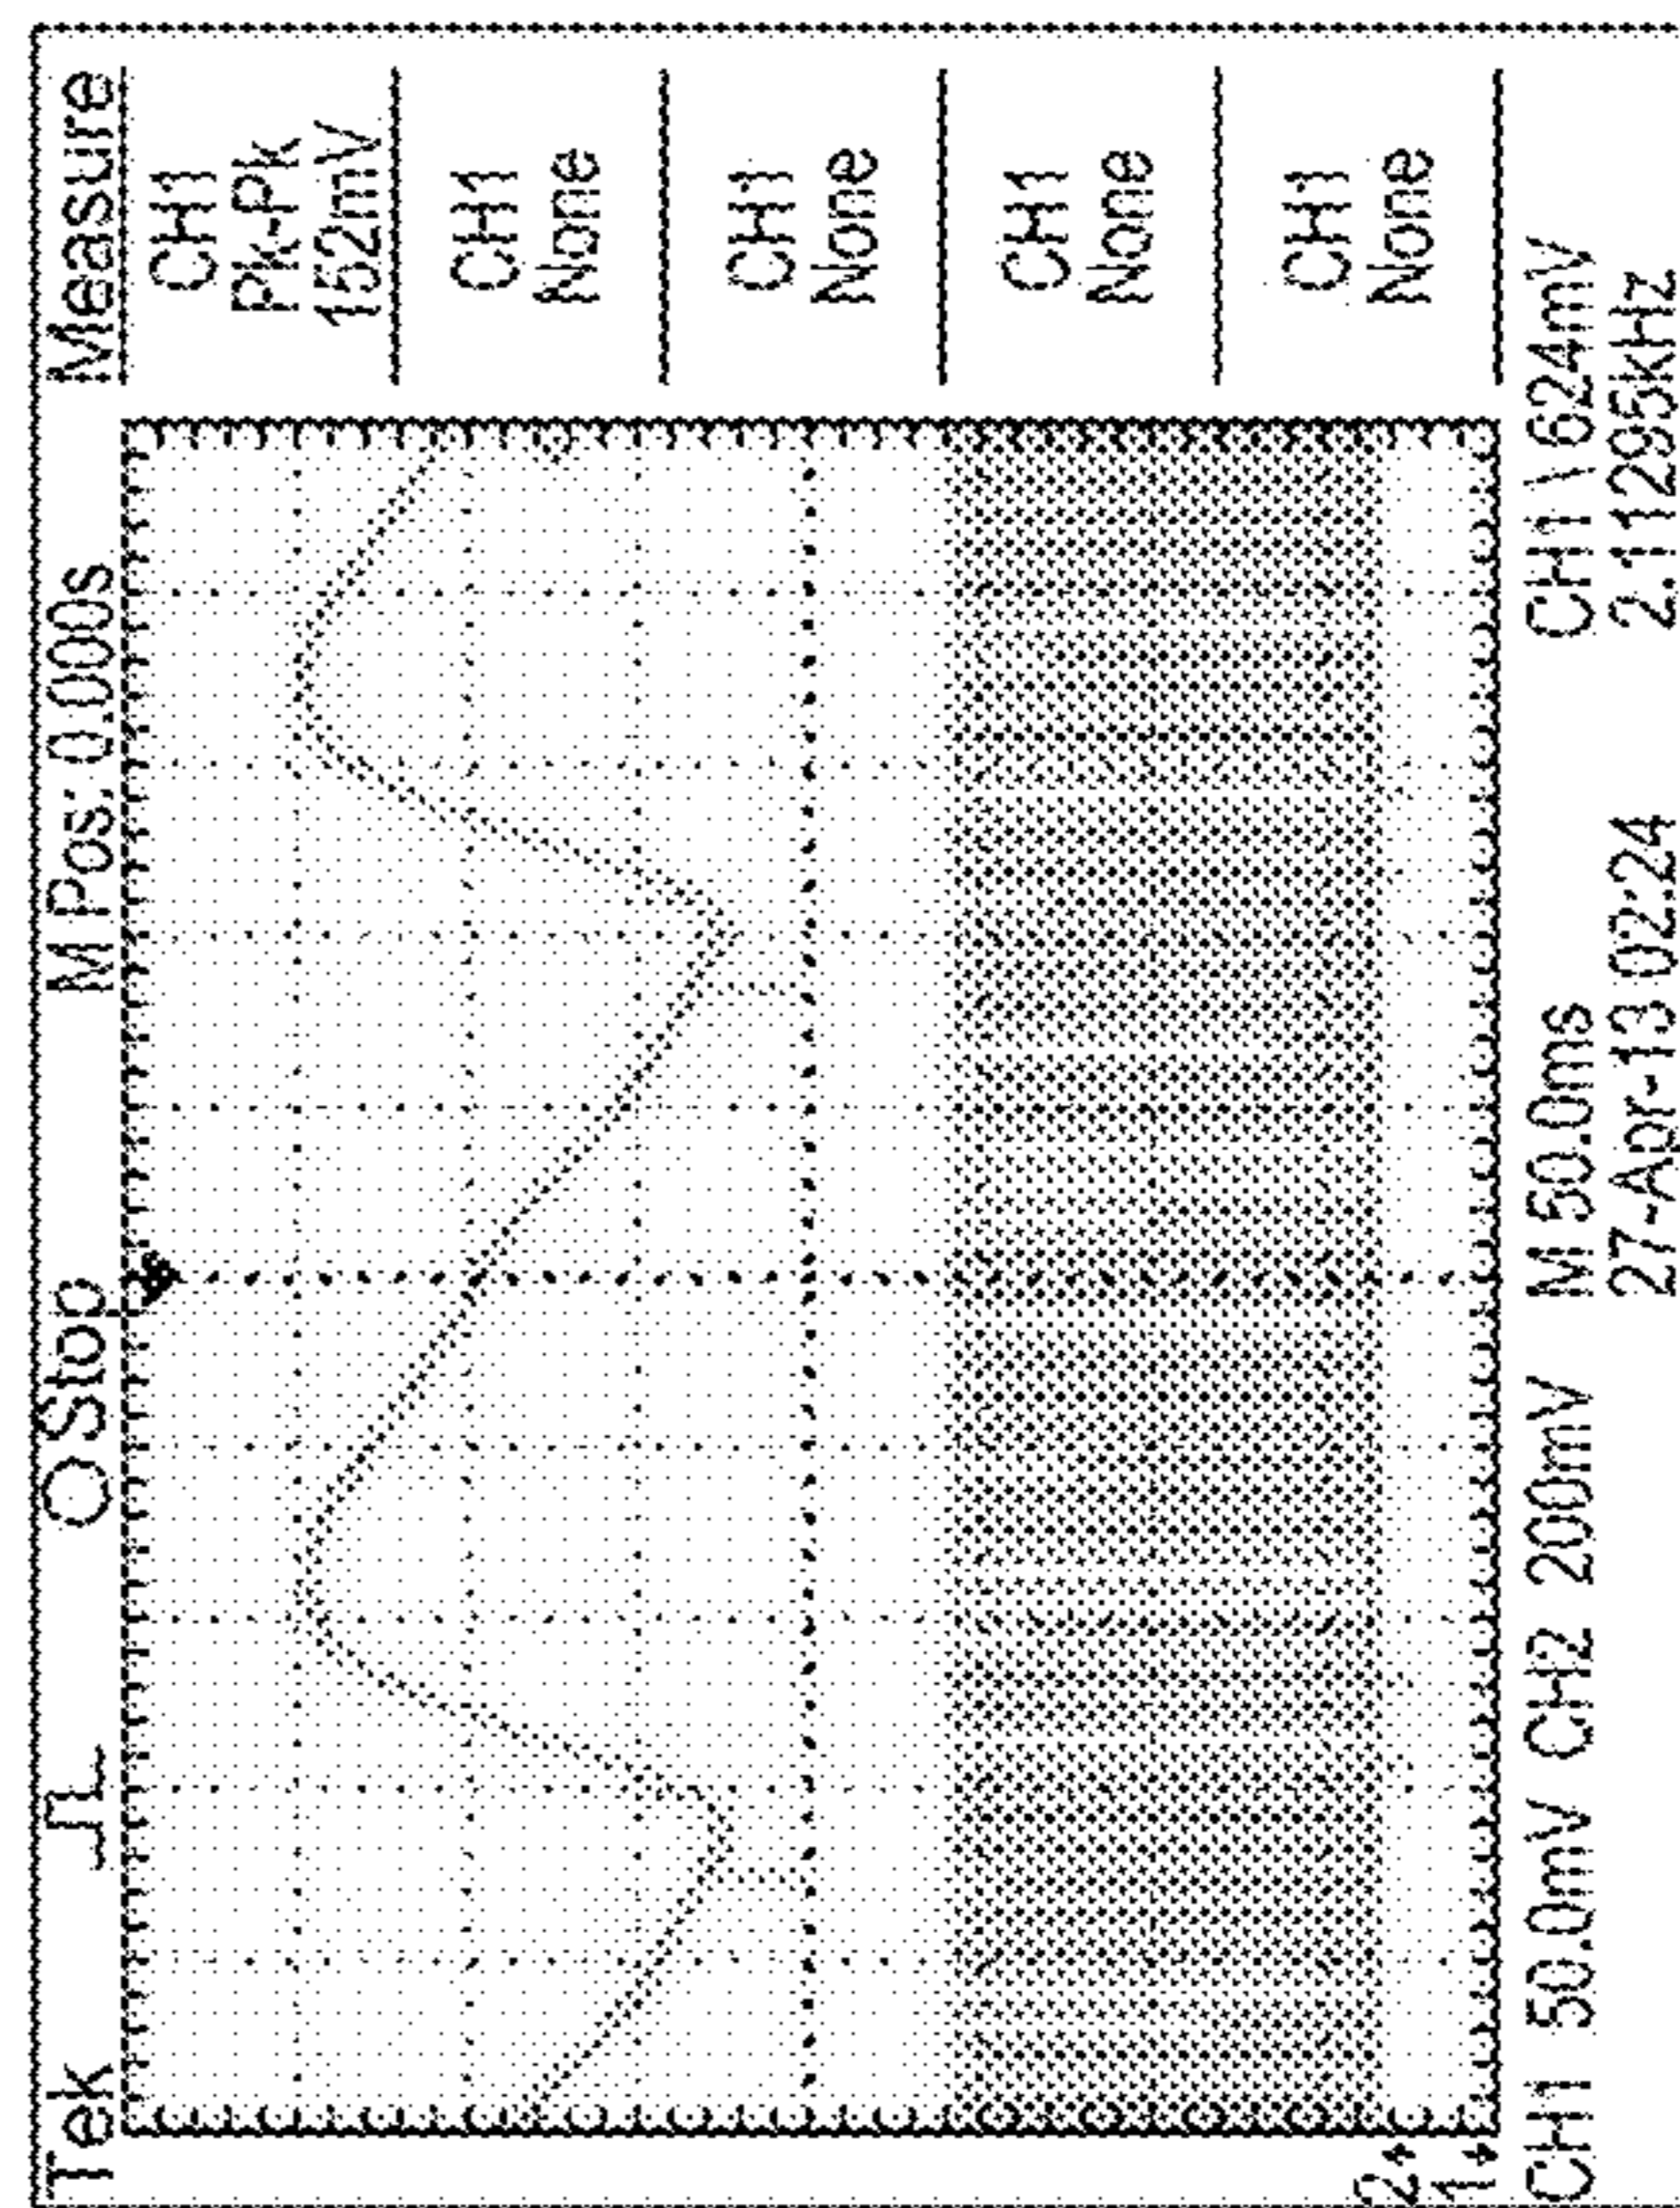 Tek Stop M Pos: 0.000s Measure
CH1
Pk-Pk
152mV
CH1
None
CH1
None
CH1
None
CH1
None
2
1
CH1 50.0mV CH2 200mV M 50.0ms CH1 \ 624mV
27-Apr-13 02:24 2.11295kHz